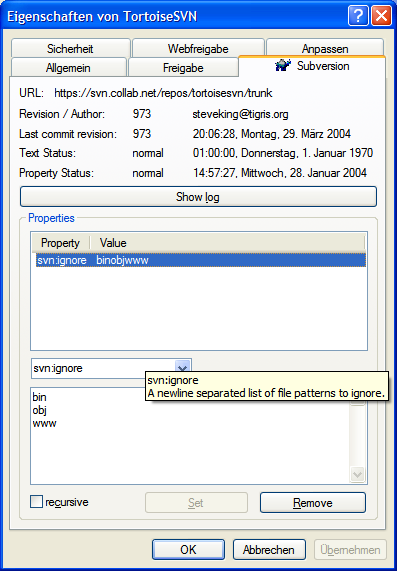 Eigenschaften von TortoiseSVN
Sicherheit Webfreigabe Anpassen
Allgemein Freigabe Subversion
URL: https://svn.collab.net/repos/tortoisesvn/trunk
Revision / Author: 973 steveking@tigris.org
Last commit revision: 973 20:06:28, Montag, 29. März 2004
Text Status: normal 01:00:00, Donnerstag, 1. Januar 1970
Property Status: normal 14:57:27, Mittwoch, 28. Januar 2004
Show log
Properties
Property Value
svn:ignore binobjwww
svn:ignore
svn:ignore
A newline separated list of file patterns to ignore.
bin
obj
www
recursive Set Remove
OK Abbrechen Übernehmen